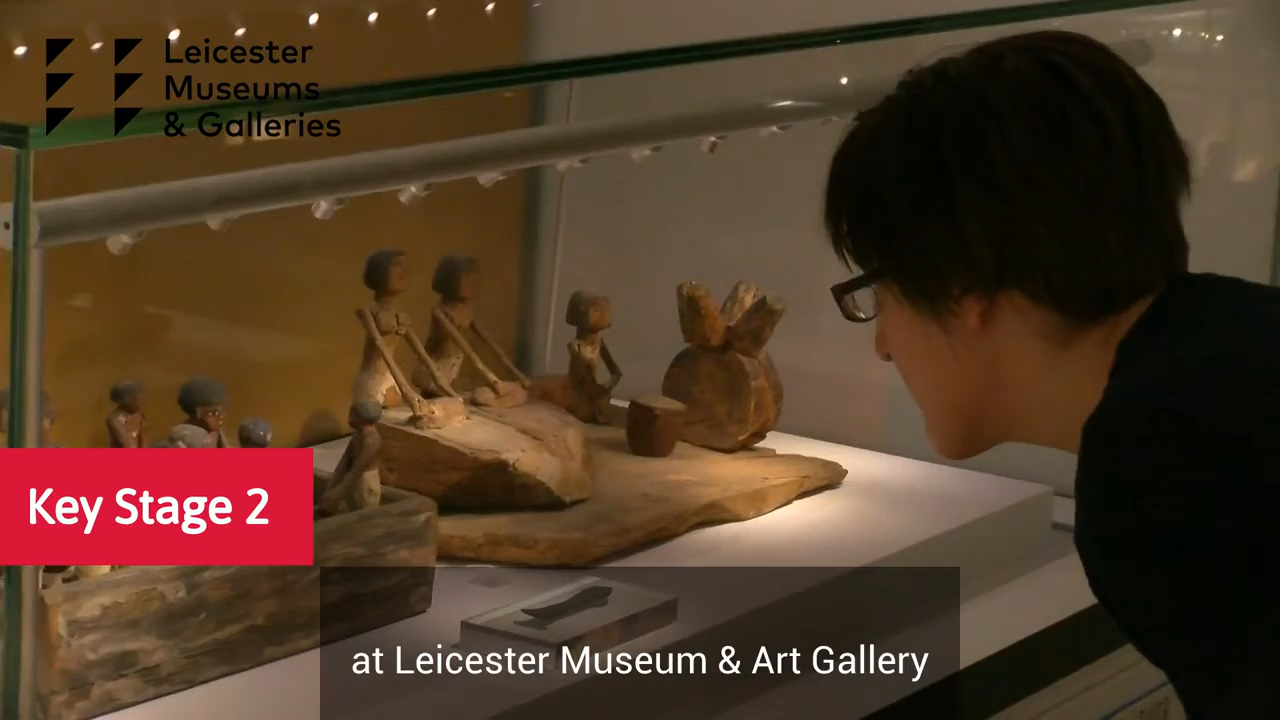 Leicester
Museums
& Galleries
Key Stage 2
at Leicester Museum & Art Gallery